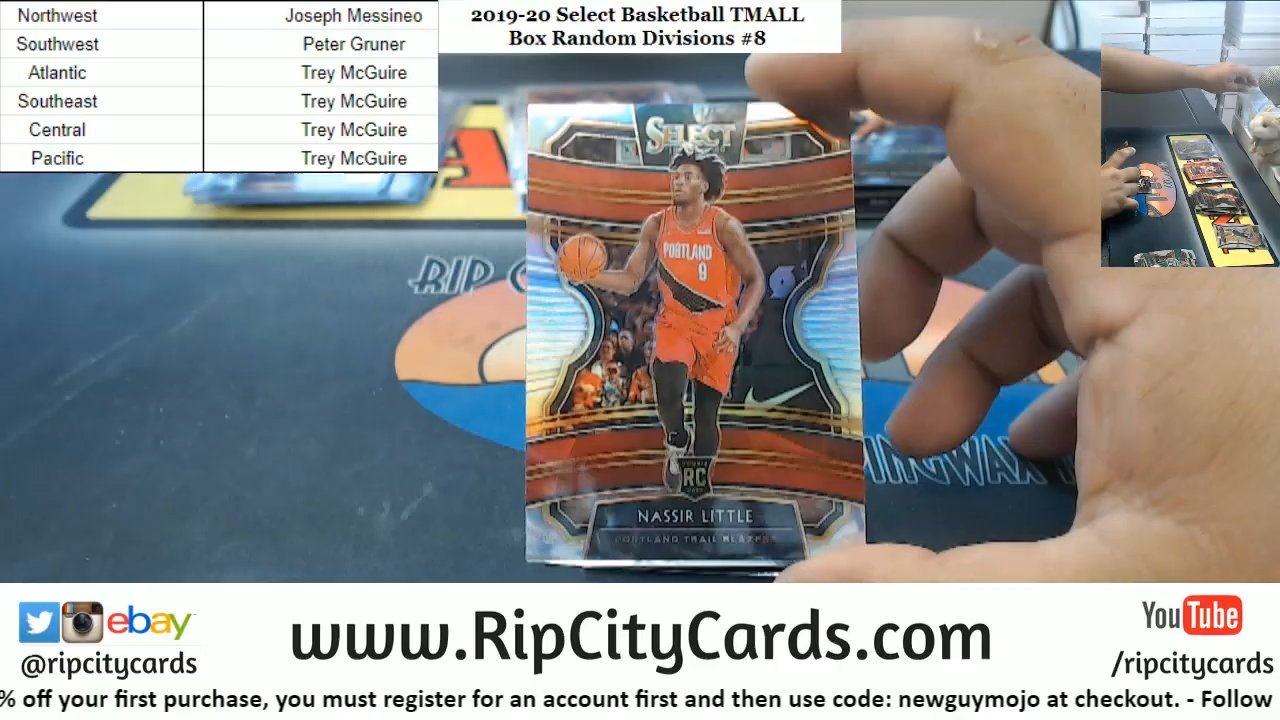 Northwest Joseph Messineo
Southwest Peter Gruner
Atlantic Trey McGuire
Southeast Trey McGuire
Central Trey McGuire
Pacific Trey McGuire
2019-20 Select Basketball TMALL
Box Random Divisions #8
SELECT
PORTLAND
9
RIP
RC
NASSIR LITTLE
PORTLAND TRAIL BLAZERS
ebay
@ripcitycards
www.RipCityCards.com
YouTube
/ripcitycards
% off your first purchase, you must register for an account first and then use code: newguymojo at checkout. - Follow